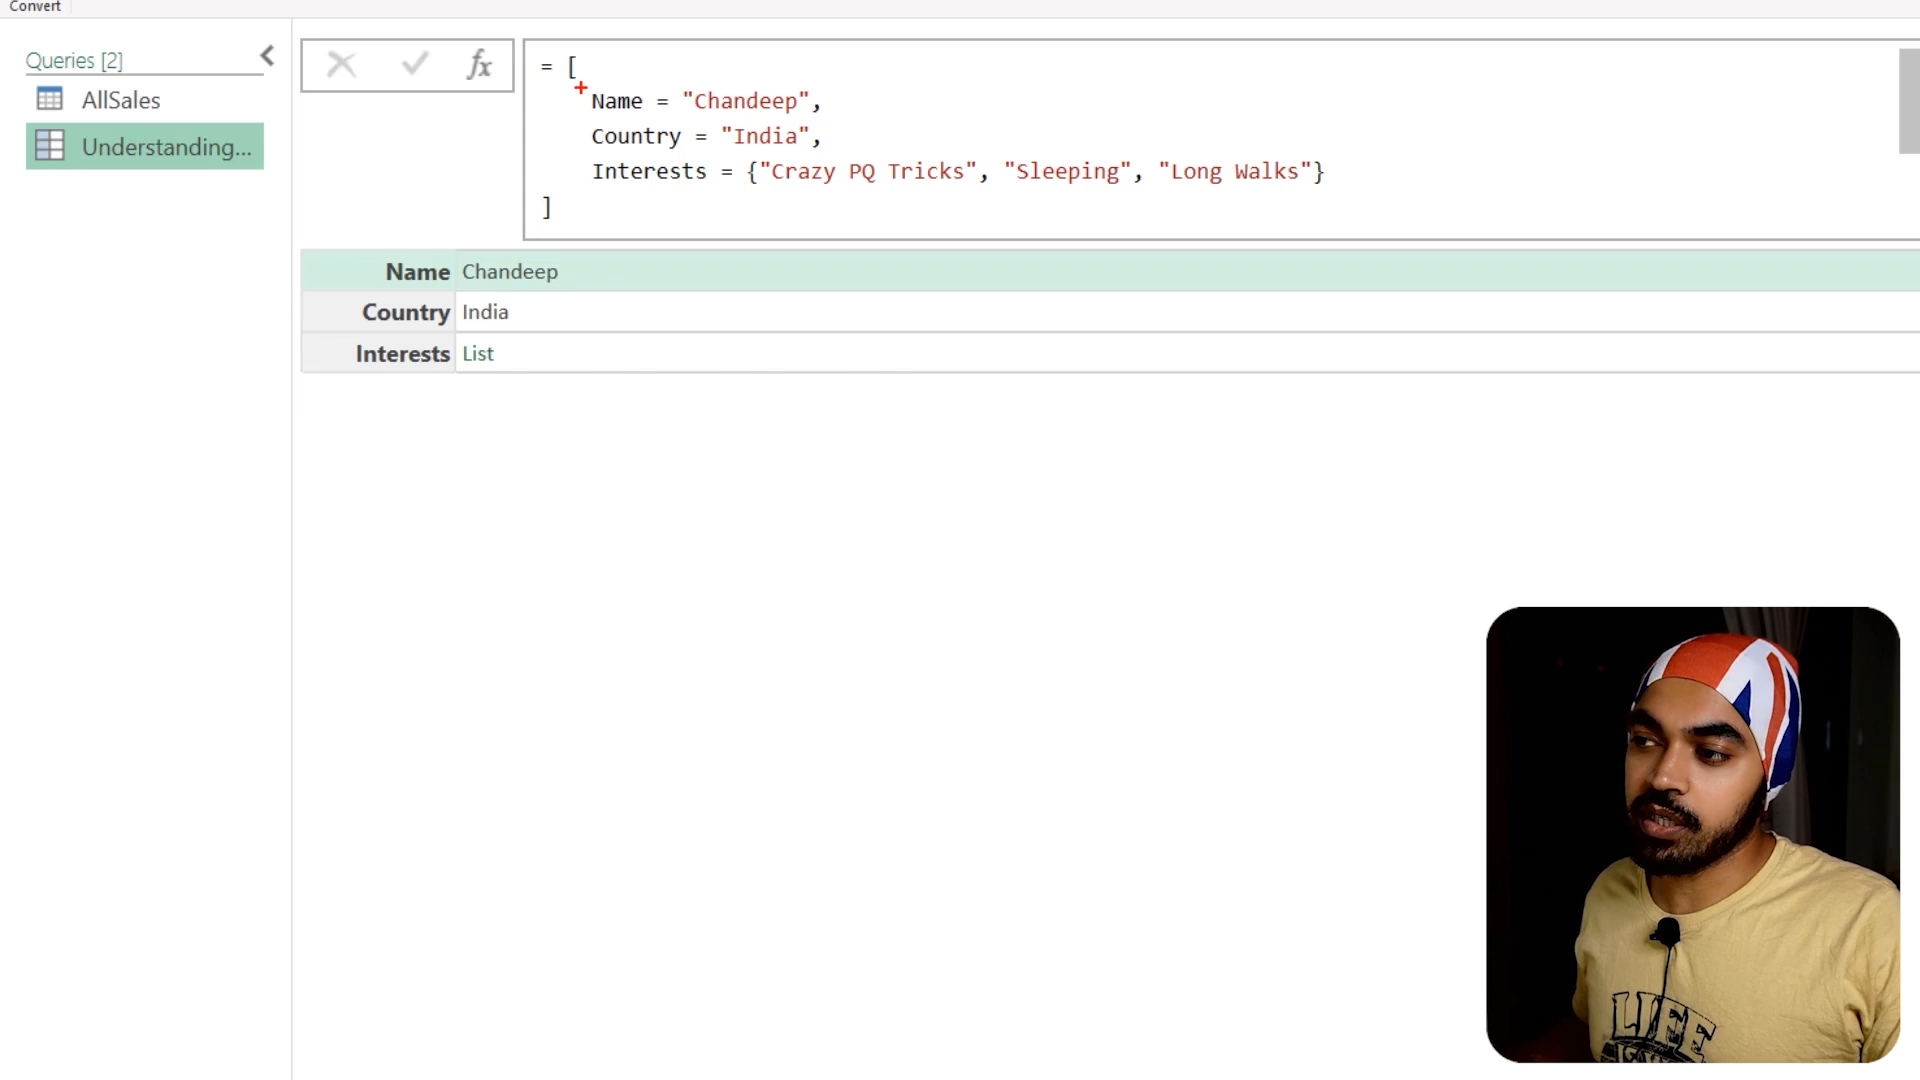 Convert
Queries [2]
AllSales
Understanding...
fx
= [
Name = "Chandeep",
Country = "India",
Interests = {"Crazy PQ Tricks", "Sleeping", "Long Walks"}
]
Name Chandeep
Country India
Interests List
LIFE